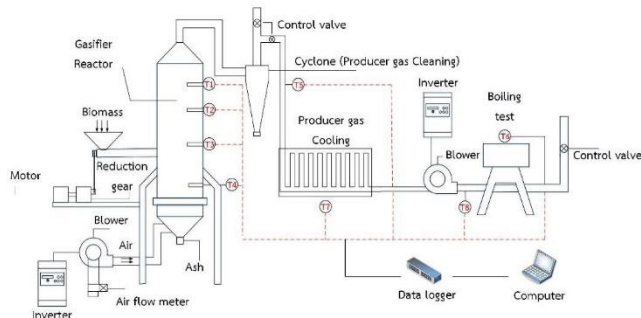 Control valve
Gasifier
Reactor
T1
Cyclone (Producer gas Cleaning)
T5
Inverter
Biomass
T2
Producer gas
Cooling
Boiling
test
T6
T3
Blower
Control valve
Motor
Reduction
gear
T4
Blower
T7
T8
Air
Ash
Air flow meter
Inverter
Data logger
Computer